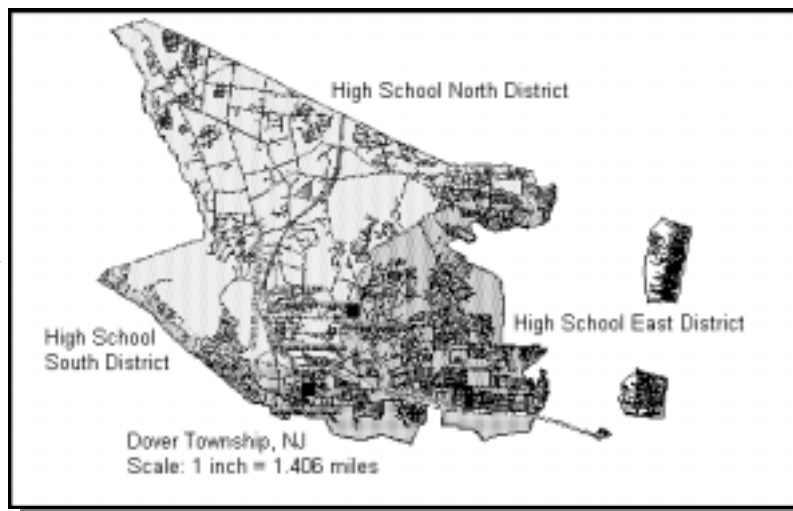 High School North District
High School East District
High School
South District
Dover Township, NJ
Scale: 1 inch = 1.406 miles